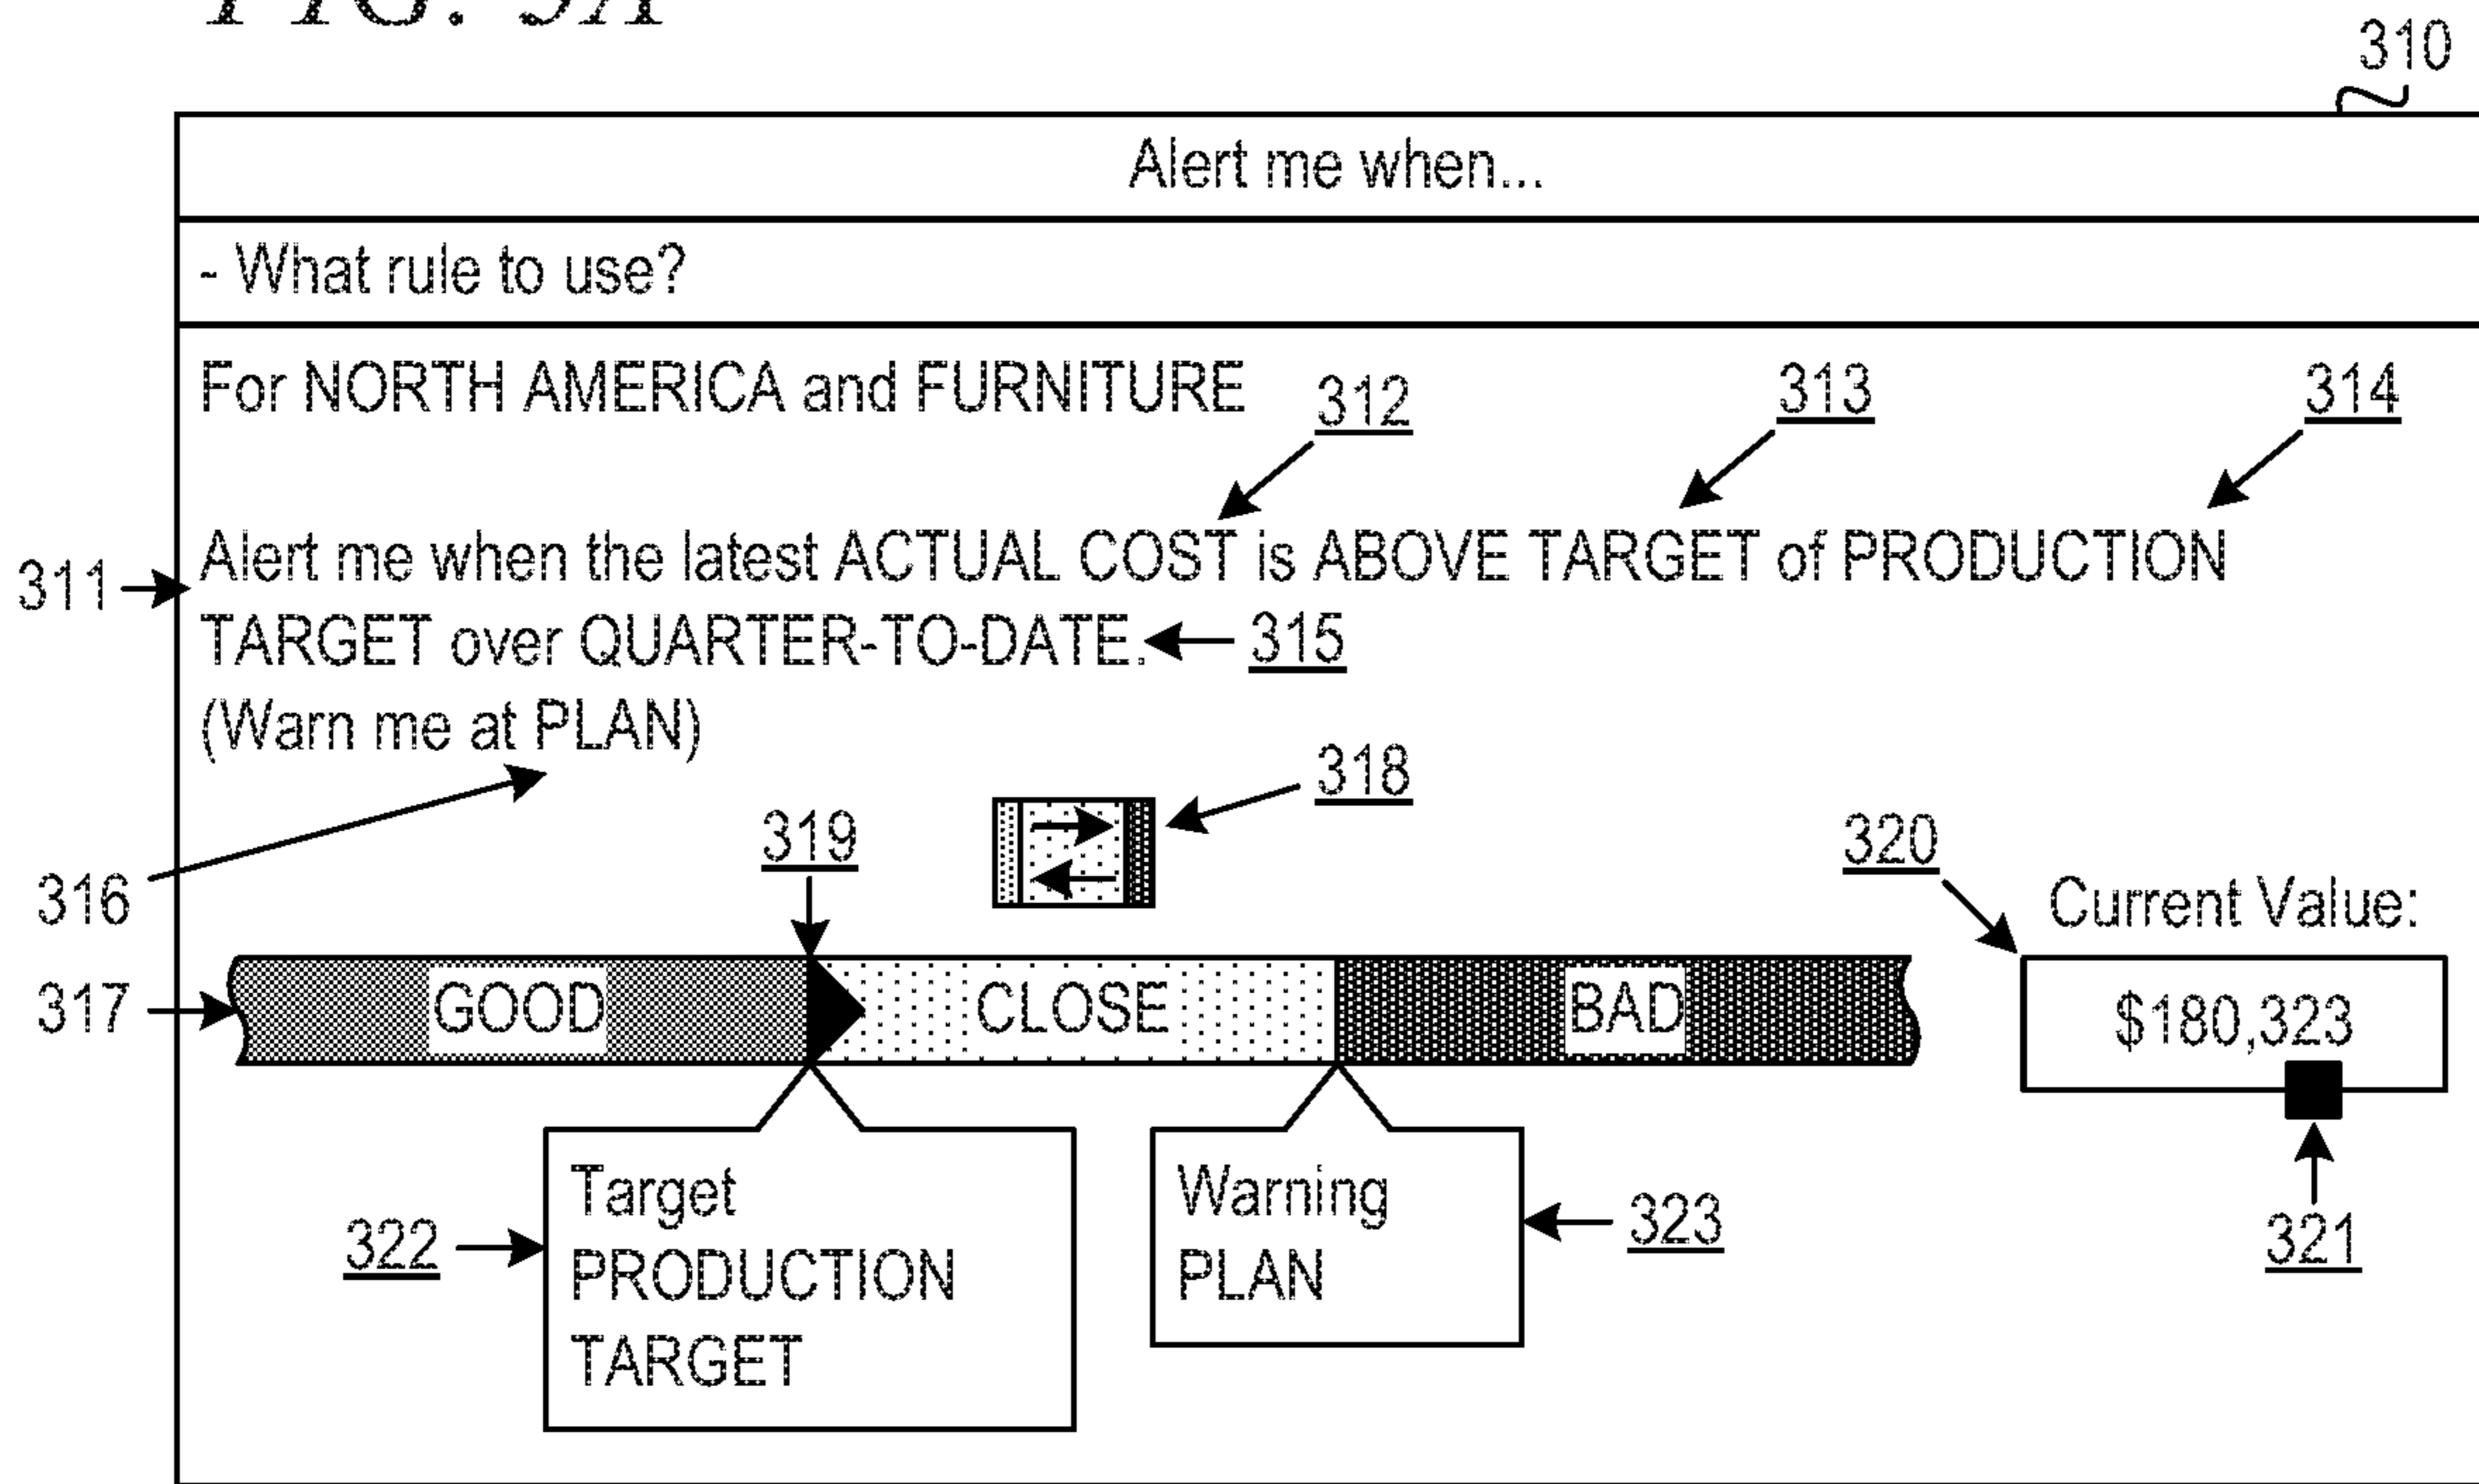 FIG. 3A
310
Alert me when...
- What rule to use?
For NORTH AMERICA and FURNITURE
312
313
314
311
Alert me when the latest ACTUAL COST is ABOVE TARGET of PRODUCTION
TARGET over QUARTER-TO-DATE.
315
(Warn me at PLAN)
318
319
320
316
Current Value:
317
GOOD
CLOSE
BAD
$180,323
Target
PRODUCTION
TARGET
322
Warning
PLAN
323
321